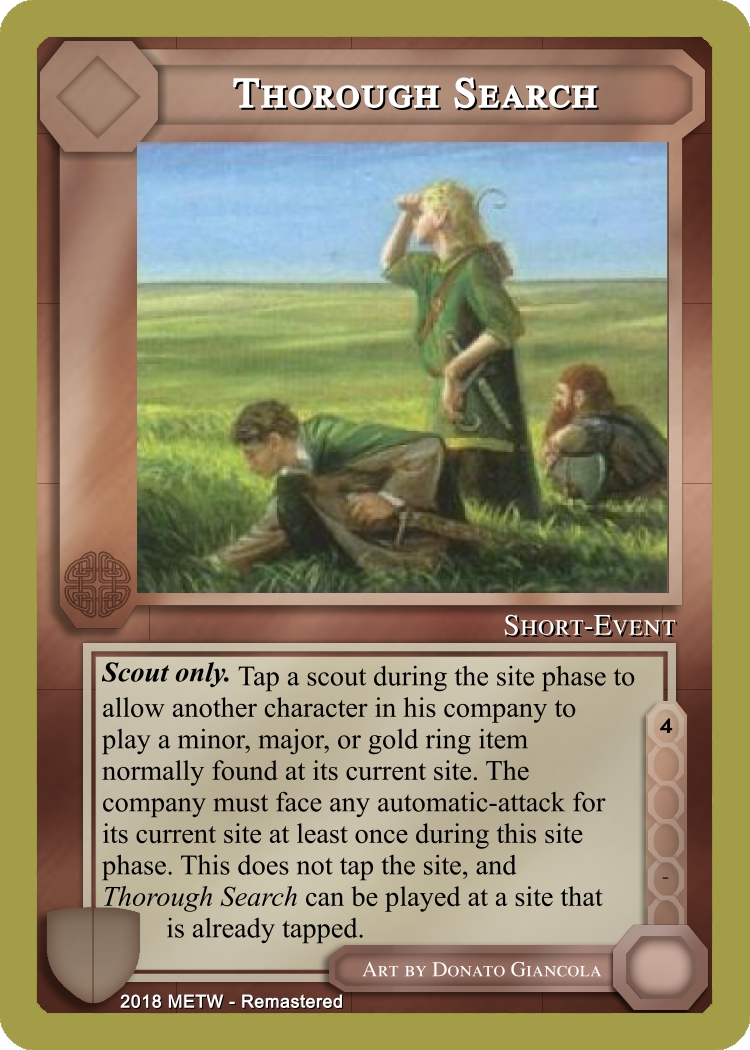 Thorough Search
Short-Event
Scout only. Tap a scout during the site phase to
allow another character in his company to
play a minor, major, or gold ring item
normally found at its current site. The
company must face any automatic-attack for
its current site at least once during this site
phase. This does not tap the site, and
Thorough Search can be played at a site that
is already tapped.
4
-
Art by Donato Giancola
2018 METW - Remastered